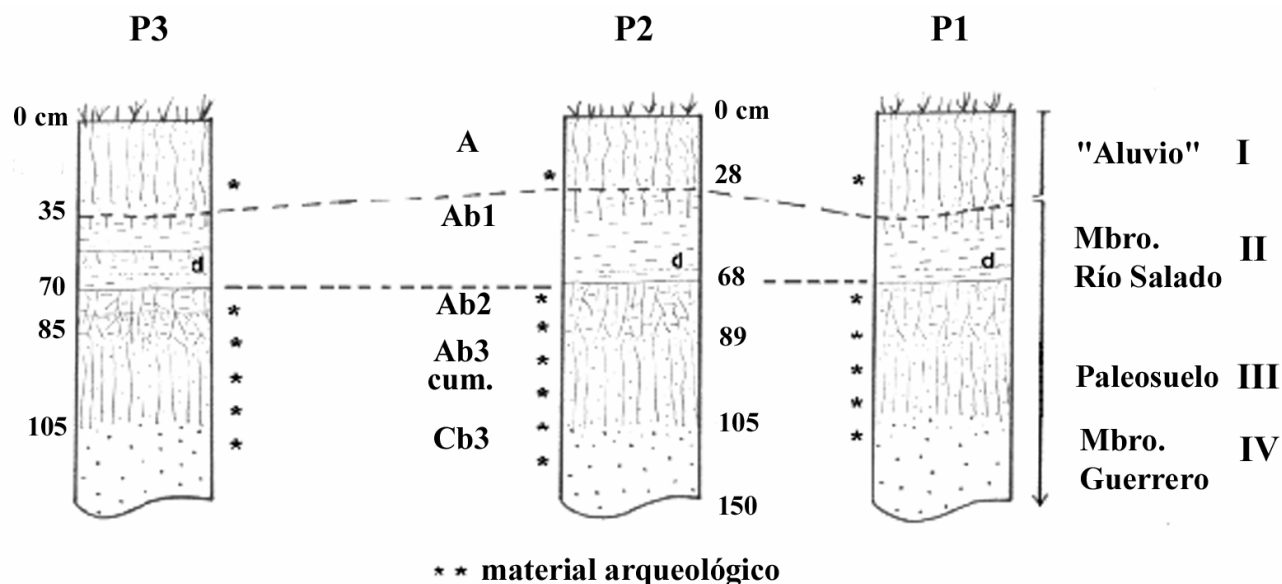 P3 P2 P1
0 cm 0 cm
A "Aluvio" I
* * 28 *
35 Ab1 Mbro. II
Río Salado
d d d
70 68
Ab2
* * *
85 89
* * *
Ab3
cum. Paleosuelo III
* * *
* * *
105 105
Cb3 Mbro. IV
Guerrero
* * *
*
150
* * material arqueológico